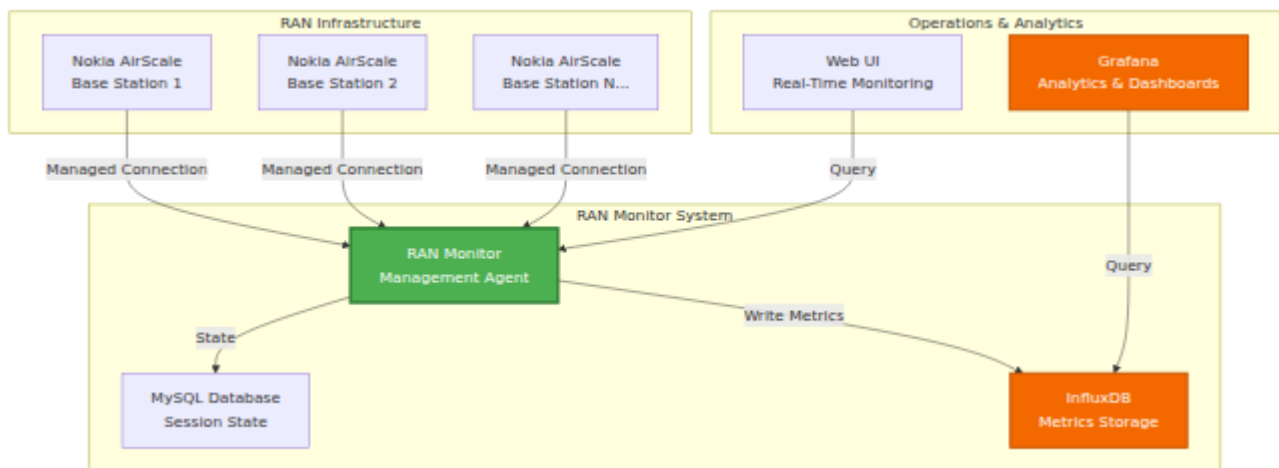 RAN Infrastructure
Operations & Analytics
Nokia AirScale
Base Station 1
Nokia AirScale
Base Station 2
Nokia AirScale
Base Station N...
Web UI
Real-Time Monitoring
Grafana
Analytics & Dashboards
Managed Connection
Managed Connection
Managed Connection
Query
RAN Monitor System
RAN Monitor
Management Agent
Query
Write Metrics
State
MySQL Database
Session State
InfluxDB
Metrics Storage